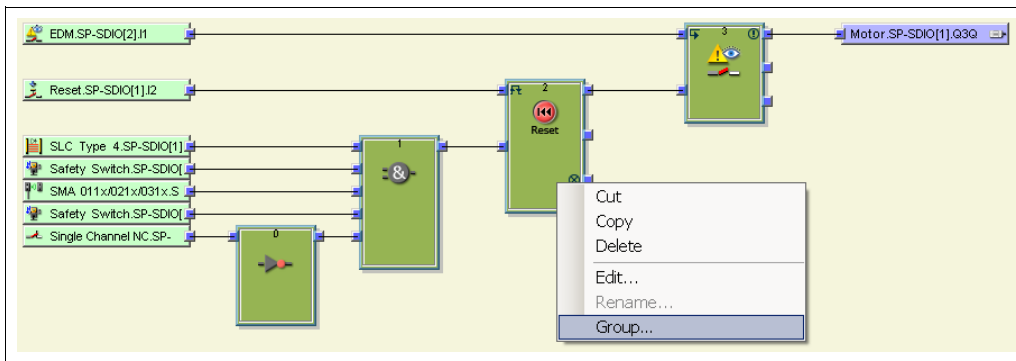 EDM.SP-SDIO[2].I1
3
Motor.SP-SDIO[1].Q3Q
Reset.SP-SDIO[1].I2
2
Reset
SLC Type 4.SP-SDIO[1]
1
Safety Switch.SP-SDIO[
&
SMA 011x/021x/031x.S
Safety Switch.SP-SDIO[
Single Channel NC.SP-
0
Cut
Copy
Delete
Edit...
Rename...
Group...